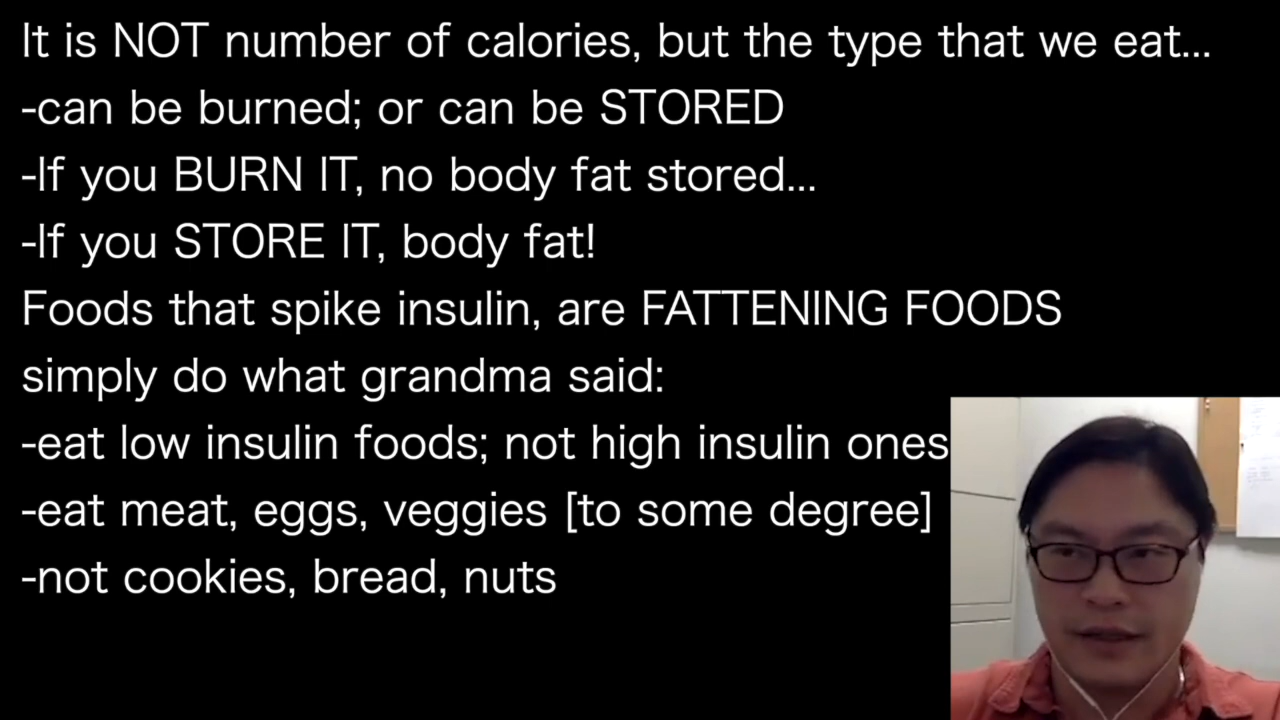 It is NOT number of calories, but the type that we eat...
-can be burned; or can be STORED
-If you BURN IT, no body fat stored...
-If you STORE IT, body fat!
Foods that spike insulin, are FATTENING FOODS
simply do what grandma said:
-eat low insulin foods; not high insulin ones
-eat meat, eggs, veggies [to some degree]
-not cookies, bread, nuts